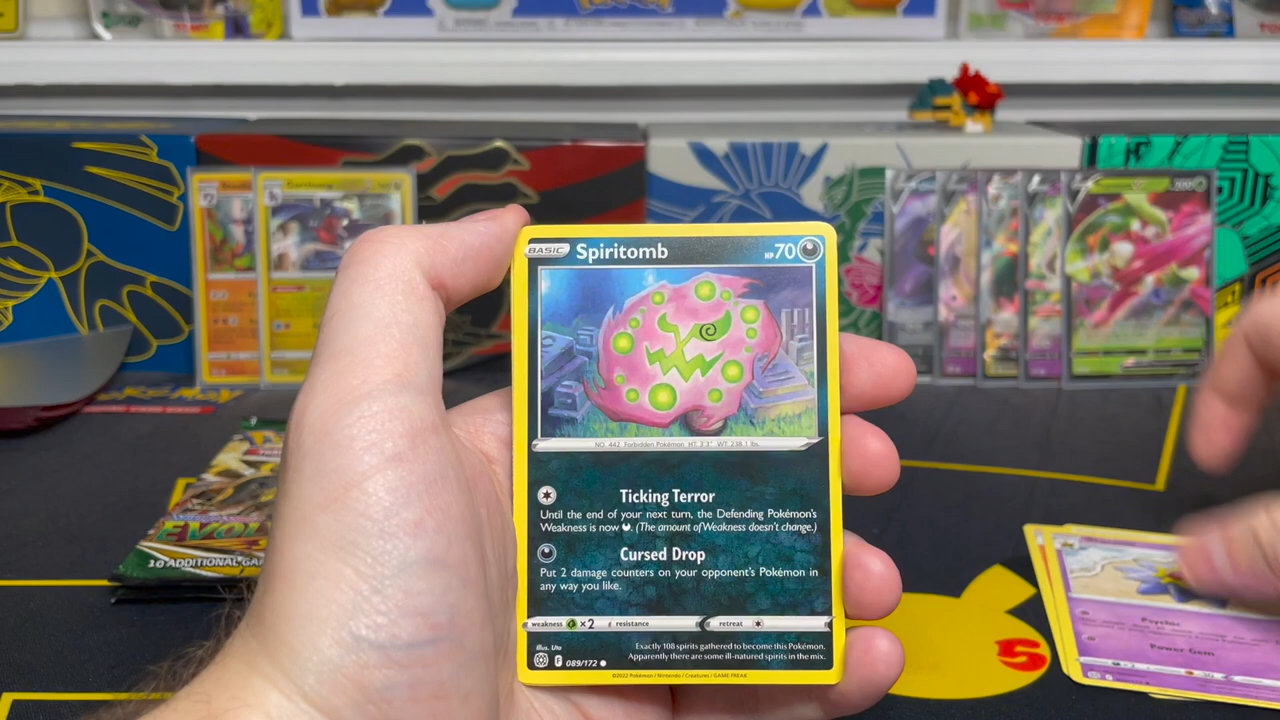 BASIC Spiritomb HP 70
NO. 442 Forbidden Pokémon HT: 3'3" WT: 238.1 lbs.
Ticking Terror
Until the end of your next turn, the Defending Pokémon's
Weakness is now . (The amount of Weakness doesn't change.)
Cursed Drop
Put 2 damage counters on your opponent's Pokémon in
any way you like.
weakness ×2 resistance retreat
Illus. Uta
Exactly 108 spirits gathered to become this Pokémon.
Apparently there are some ill-natured spirits in the mix.
F 089/172
©2022 Pokémon / Nintendo / Creatures / GAME FREAK
EVOL
10 ADDITIONAL GA
Psychic
Power Gem
5
200